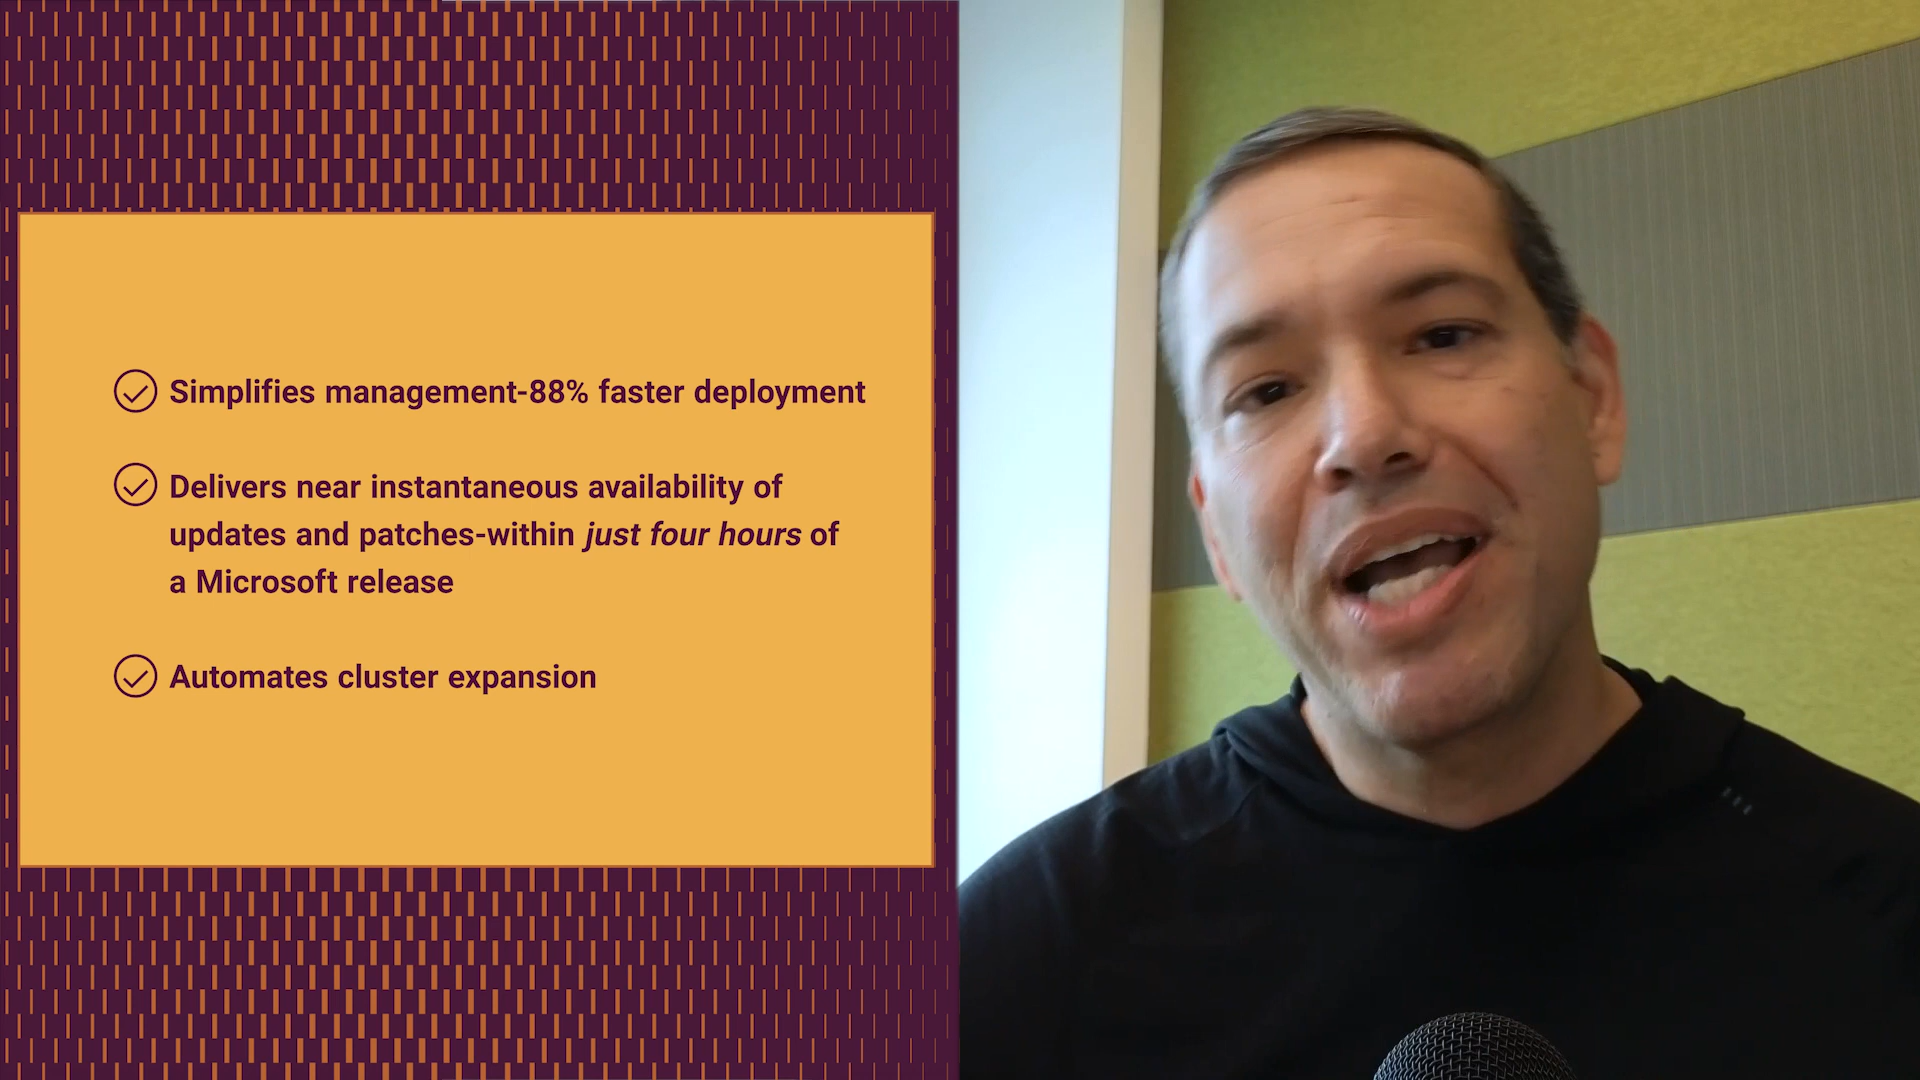 Simplifies management-88% faster deployment
Delivers near instantaneous availability of
updates and patches-within just four hours of
a Microsoft release
Automates cluster expansion